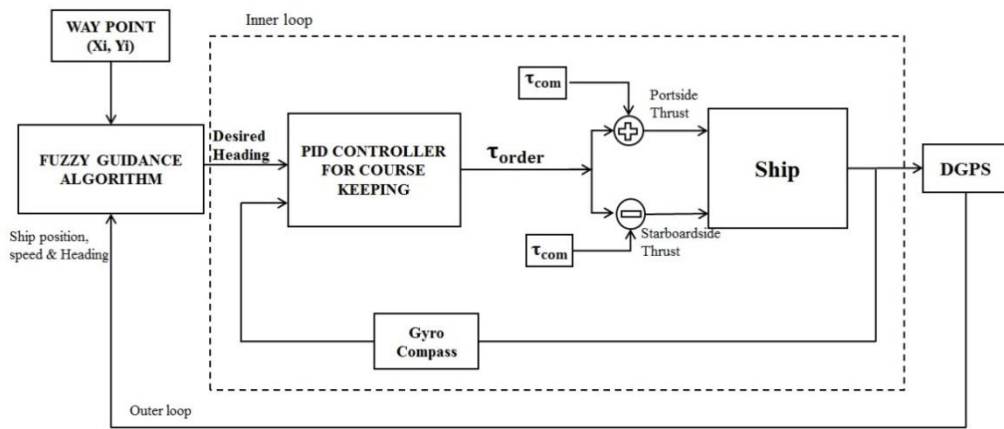 Inner loop
WAY POINT
(Xi, Yi)
τcom
Portside
Thrust
Desired
Heading
FUZZY GUIDANCE
ALGORITHM
PID CONTROLLER
FOR COURSE
KEEPING
τorder
Ship
DGPS
Ship position,
speed & Heading
τcom
Starboardside
Thrust
Gyro
Compass
Outer loop